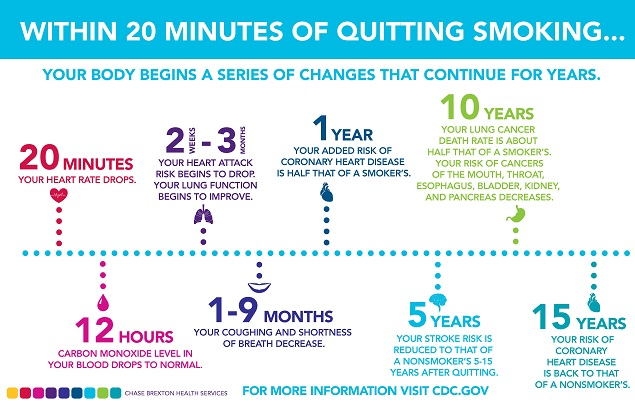 WITHIN 20 MINUTES OF QUITTING SMOKING...
YOUR BODY BEGINS A SERIES OF CHANGES THAT CONTINUE FOR YEARS.
20 MINUTES
YOUR HEART RATE DROPS.
12 HOURS
CARBON MONOXIDE LEVEL IN
YOUR BLOOD DROPS TO NORMAL.
2 WEEKS - 3 MONTHS
YOUR HEART ATTACK
RISK BEGINS TO DROP.
YOUR LUNG FUNCTION
BEGINS TO IMPROVE.
1-9 MONTHS
YOUR COUGHING AND SHORTNESS
OF BREATH DECREASE.
1 YEAR
YOUR ADDED RISK OF
CORONARY HEART DISEASE
IS HALF THAT OF A SMOKER'S.
5 YEARS
YOUR STROKE RISK IS
REDUCED TO THAT OF
A NONSMOKER'S 5-15
YEARS AFTER QUITTING.
10 YEARS
YOUR LUNG CANCER
DEATH RATE IS ABOUT
HALF THAT OF A SMOKER'S.
YOUR RISK OF CANCERS
OF THE MOUTH, THROAT,
ESOPHAGUS, BLADDER, KIDNEY,
AND PANCREAS DECREASES.
15 YEARS
YOUR RISK OF
CORONARY
HEART DISEASE
IS BACK TO THAT
OF A NONSMOKER'S.
CHASE BREXTON HEALTH SERVICES
FOR MORE INFORMATION VISIT CDC.GOV